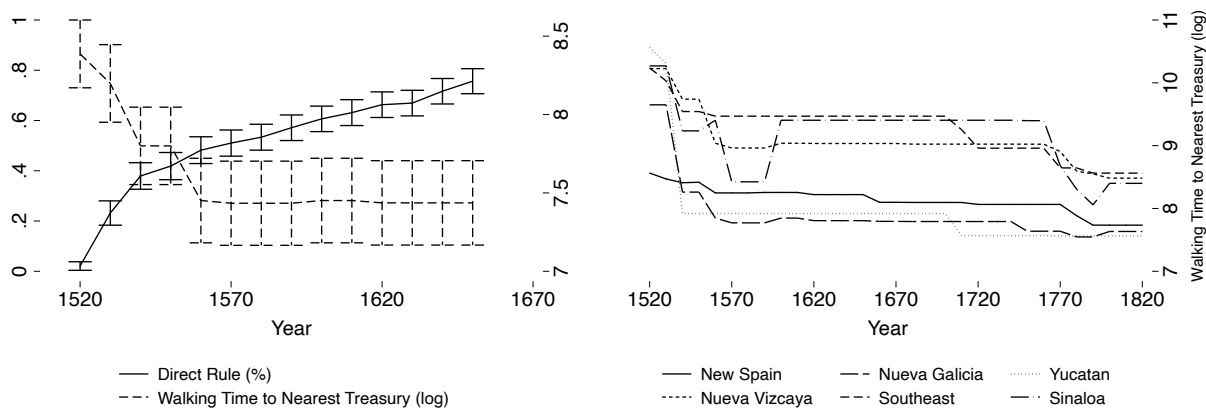 1
.8
.6
.4
.2
0
8.5
8
7.5
7
1520 1570 1620 1670
Year
Direct Rule (%)
Walking Time to Nearest Treasury (log)
11
10
9
8
7
Walking Time to Nearest Treasury (log)
1520 1570 1620 1670 1720 1770 1820
Year
New Spain Nueva Galicia Yucatan
Nueva Vizcaya Southeast Sinaloa